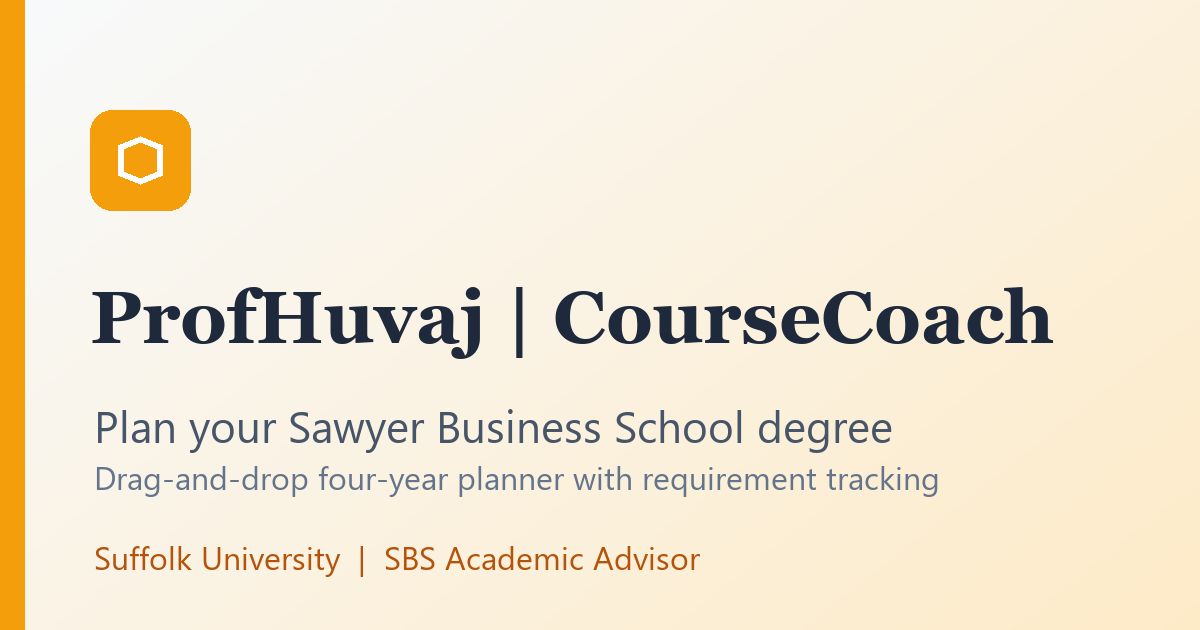 ProfHuvaj | CourseCoach
Plan your Sawyer Business School degree
Drag-and-drop four-year planner with requirement tracking
Suffolk University | SBS Academic Advisor